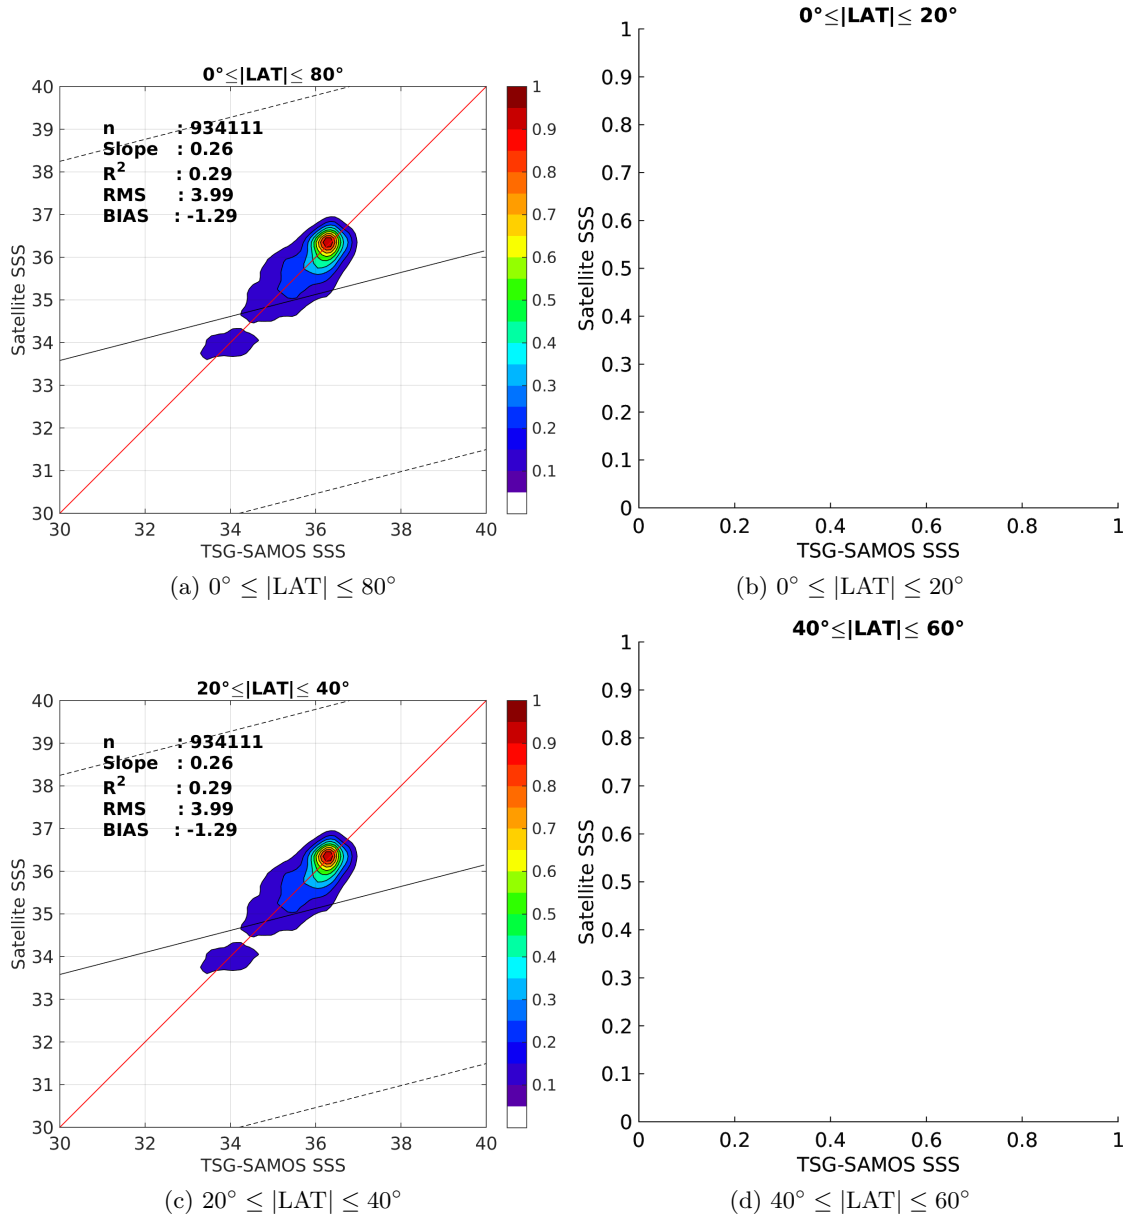 0°≤|LAT|≤ 80°
40
39
38
37
36
35
34
33
32
31
30
Satellite SSS
n : 934111
Slope : 0.26
R² : 0.29
RMS : 3.99
BIAS : -1.29
30 32 34 36 38 40
TSG-SAMOS SSS
1
0.9
0.8
0.7
0.6
0.5
0.4
0.3
0.2
0.1
(a) 0° ≤ |LAT| ≤ 80°
0°≤|LAT|≤ 20°
1
0.9
0.8
0.7
0.6
0.5
0.4
0.3
0.2
0.1
0
Satellite SSS
0 0.2 0.4 0.6 0.8 1
TSG-SAMOS SSS
(b) 0° ≤ |LAT| ≤ 20°
20°≤|LAT|≤ 40°
40
39
38
37
36
35
34
33
32
31
30
Satellite SSS
n : 934111
Slope : 0.26
R² : 0.29
RMS : 3.99
BIAS : -1.29
30 32 34 36 38 40
TSG-SAMOS SSS
1
0.9
0.8
0.7
0.6
0.5
0.4
0.3
0.2
0.1
(c) 20° ≤ |LAT| ≤ 40°
40°≤|LAT|≤ 60°
1
0.9
0.8
0.7
0.6
0.5
0.4
0.3
0.2
0.1
0
Satellite SSS
0 0.2 0.4 0.6 0.8 1
TSG-SAMOS SSS
(d) 40° ≤ |LAT| ≤ 60°